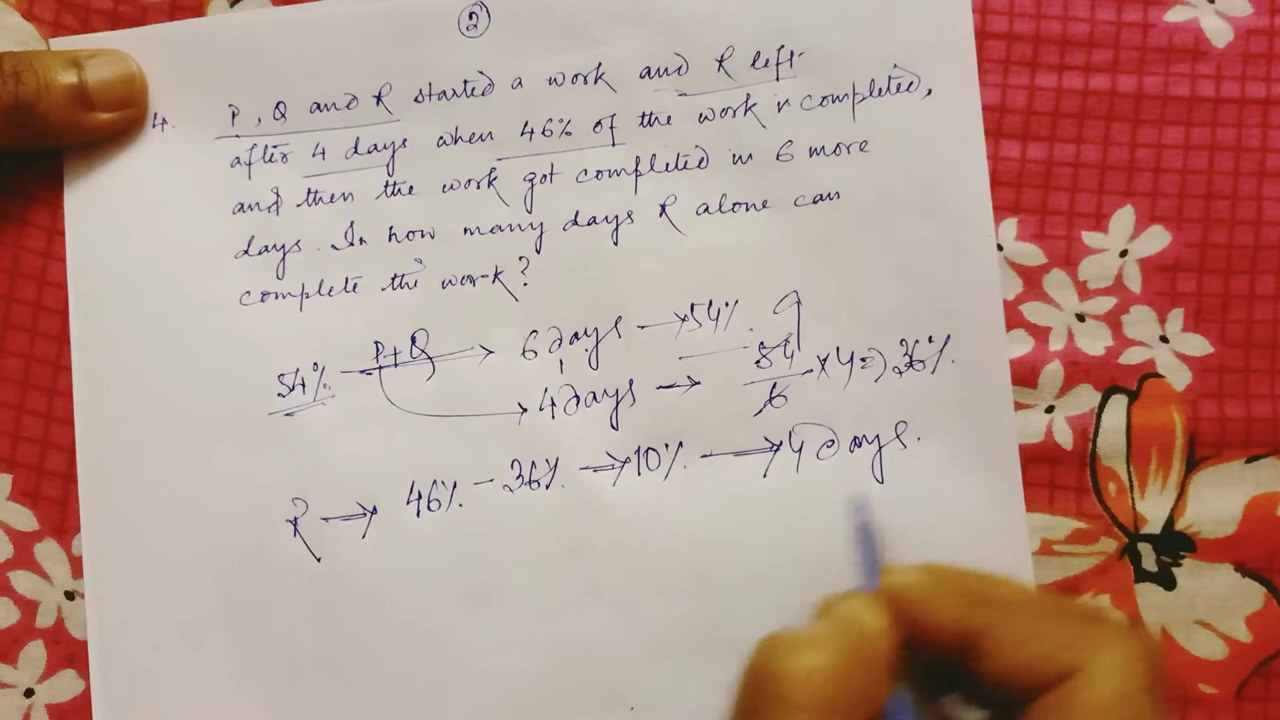 2
4. P, Q and R started a work and R left
after 4 days when 46% of the work is completed,
and then the work got completed in 6 more
days. In how many days R alone can
complete the work?
54% P+Q → 6 days → 54%
4 days → 54/6 × 4 ⇒ 36%. 9
R → 46% - 36% → 10% → 4 days.